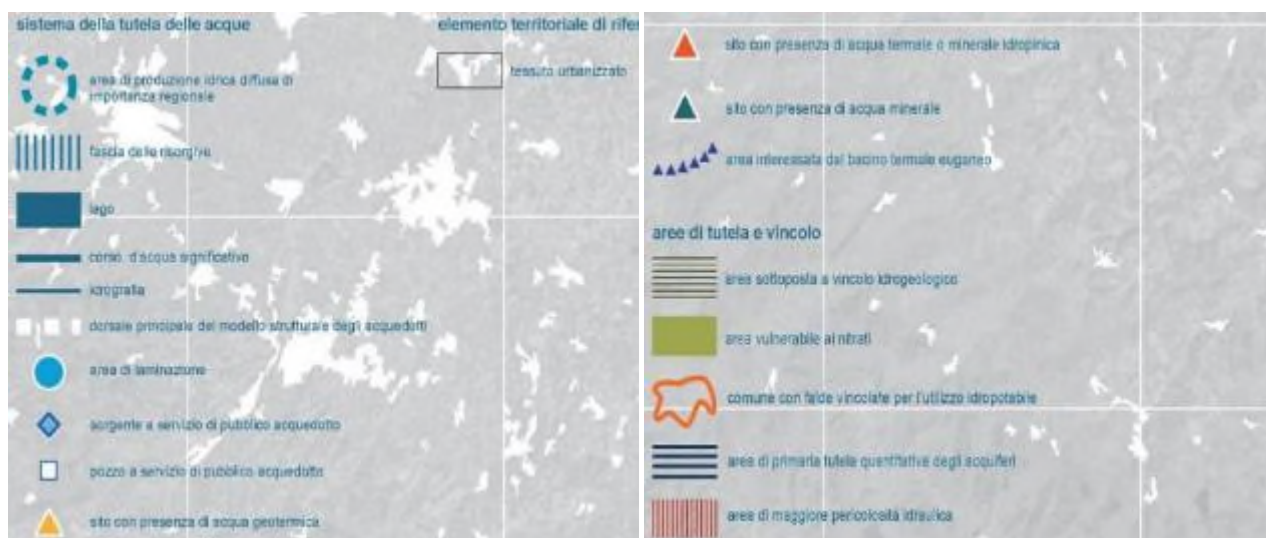 sistema della tutela delle acque
area di produzione idrica diffusa di
importanza regionale
fascia delle risorgive
lago
corso d'acqua significativo
idrografia
dorsale principale del modello strutturale degli acquedotti
area di laminazione
sorgente a servizio di pubblico acquedotto
pozzo a servizio di pubblico acquedotto
sito con presenza di acqua geotermica
elemento territoriale di rifer
tessuto urbanizzato
sito con presenza di acqua termale o minerale idropinica
sito con presenza di acqua minerale
area interessata dal bacino termale euganeo
aree di tutela e vincolo
area sottoposta a vincolo idrogeologico
area vulnerabile ai nitrati
comune con falde vincolate per l'utilizzo idropotabile
area di primaria tutela quantitativa degli acquiferi
area di maggiore pericolosità idraulica